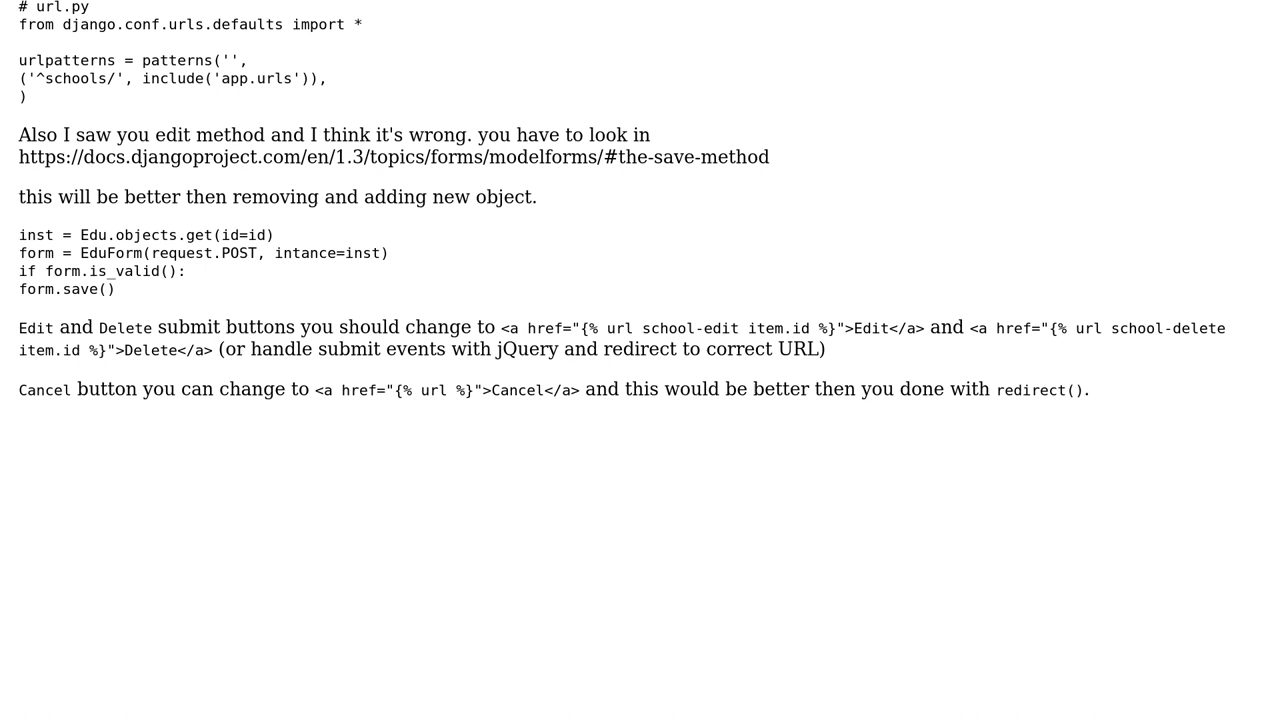 # url.py
from django.conf.urls.defaults import *
urlpatterns = patterns('',
('^schools/', include('app.urls')),
)
Also I saw you edit method and I think it's wrong. you have to look in
https://docs.djangoproject.com/en/1.3/topics/forms/modelforms/#the-save-method
this will be better then removing and adding new object.
inst = Edu.objects.get(id=id)
form = EduForm(request.POST, intance=inst)
if form.is_valid():
form.save()
Edit and Delete submit buttons you should change to <a href="{% url school-edit item.id %}">Edit</a> and <a href="{% url school-delete
item.id %}">Delete</a> (or handle submit events with jQuery and redirect to correct URL)
Cancel button you can change to <a href="{% url %}">Cancel</a> and this would be better then you done with redirect().